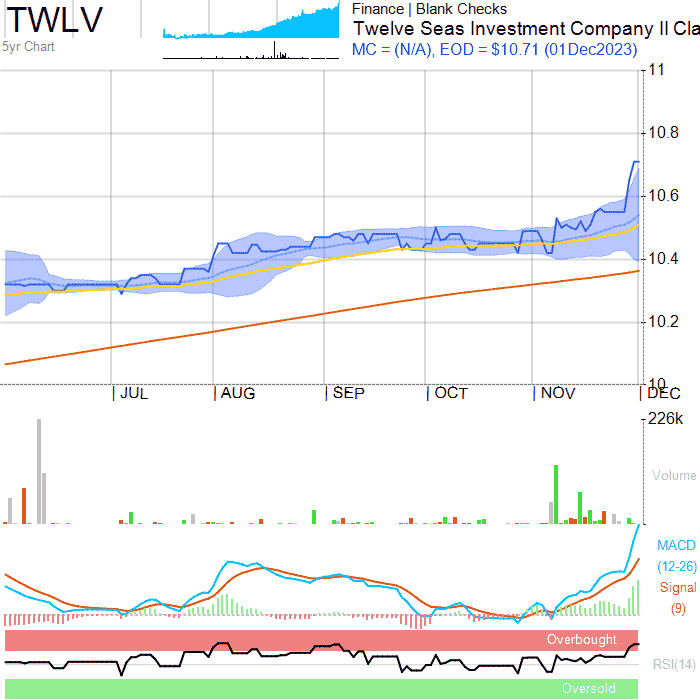 TWLV
5yr Chart
Finance | Blank Checks
Twelve Seas Investment Company II Cla
MC = (N/A), EOD = $10.71 (01Dec2023)
11
10.8
10.6
10.4
10.2
10
JUL AUG SEP OCT NOV DEC
226k
Volume
MACD
(12-26)
Signal
(9)
Overbought
RSI(14)
Oversold